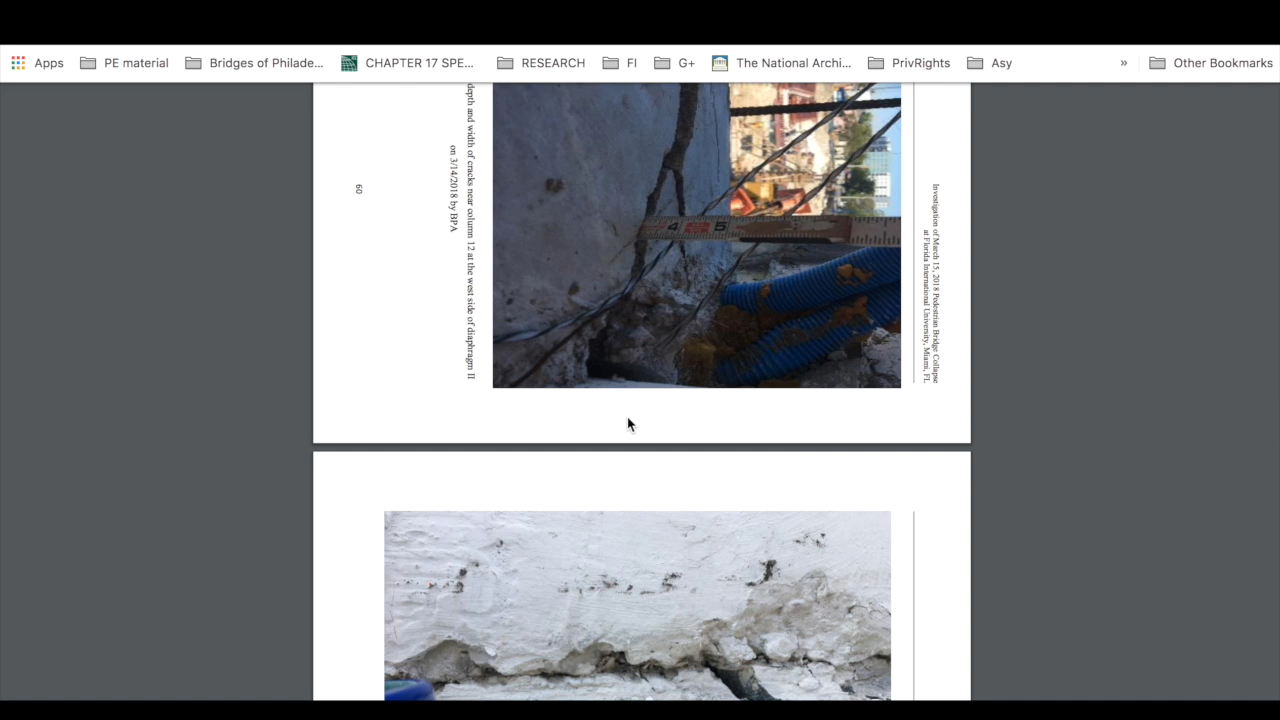 Apps
PE material
Bridges of Philade...
CHAPTER 17 SPE...
RESEARCH
FI
G+
The National Archi...
PrivRights
Asy
»
Other Bookmarks
Investigation of March 15, 2018 Pedestrian Bridge Collapse
at Florida International University, Miami, FL
4 5
depth and width of cracks near column 12 at the west side of diaphragm II
on 3/14/2018 by BPA
60